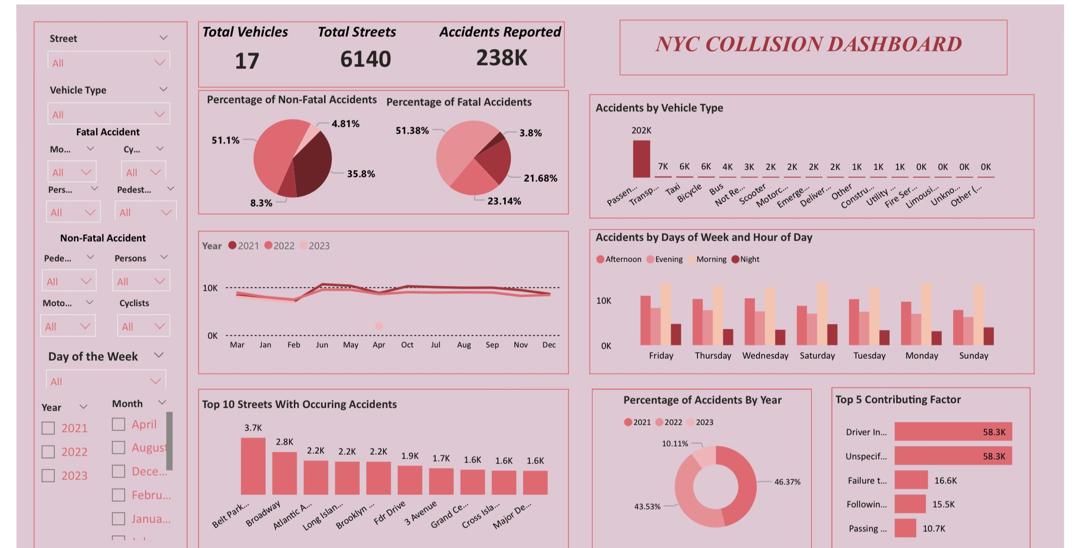 Street
All
Vehicle Type
All
Fatal Accident
Mo...
Cy...
All
All
Pers...
Pedest...
All
All
Non-Fatal Accident
Pede...
Persons
All
All
Moto...
Cyclists
All
All
Day of the Week
All
Year
2021
2022
2023
Month
April
August
Dece...
Febru...
Janua...
Total Vehicles
17
Total Streets
6140
Accidents Reported
238K
NYC COLLISION DASHBOARD
Percentage of Non-Fatal Accidents
51.1%
4.81%
35.8%
8.3%
Percentage of Fatal Accidents
51.38%
3.8%
21.68%
23.14%
Accidents by Vehicle Type
202K
7K
6K
6K
4K
3K
2K
2K
2K
2K
1K
1K
1K
0K
0K
0K
0K
Passen...
Transp...
Taxi
Bicycle
Bus
Not Re...
Scooter
Motorc...
Emerge...
Deliver...
Other
Constru...
Utility ...
Fire Ser...
Limousi...
Unkno...
Other (...
Year 2021 2022 2023
10K
0K
Mar Jan Feb Jun May Apr Oct Jul Aug Sep Nov Dec
Accidents by Days of Week and Hour of Day
Afternoon Evening Morning Night
10K
0K
Friday Thursday Wednesday Saturday Tuesday Monday Sunday
Top 10 Streets With Occuring Accidents
3.7K
2.8K
2.2K
2.2K
2.2K
1.9K
1.7K
1.6K
1.6K
1.6K
Belt Park...
Broadway
Atlantic A...
Long Islan...
Brooklyn ...
Fdr Drive
3 Avenue
Grand Ce...
Cross Isla...
Major De...
Percentage of Accidents By Year
2021 2022 2023
10.11%
46.37%
43.53%
Top 5 Contributing Factor
Driver In... 58.3K
Unspecif... 58.3K
Failure t... 16.6K
Followin... 15.5K
Passing ... 10.7K